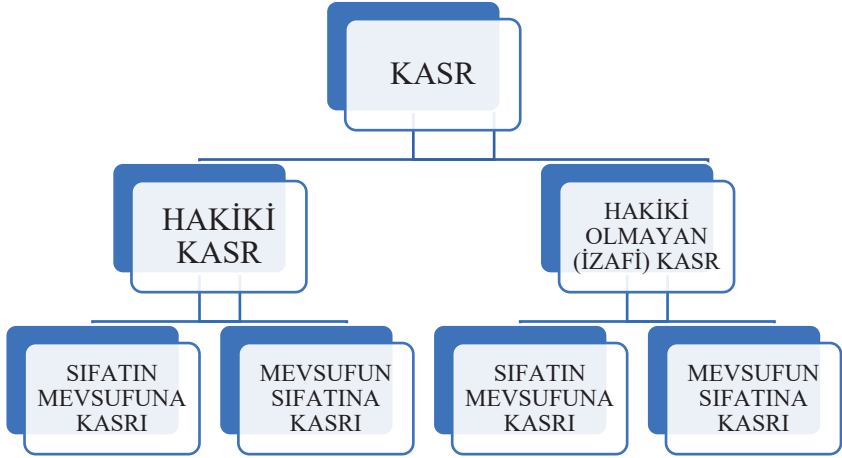 KASR
HAKİKİ
KASR
HAKİKİ
OLMAYAN
(İZAFİ) KASR
SIFATIN
MEVSUFUNA
KASRI
MEVSUFUN
SIFATINA
KASRI
SIFATIN
MEVSUFUNA
KASRI
MEVSUFUN
SIFATINA
KASRI